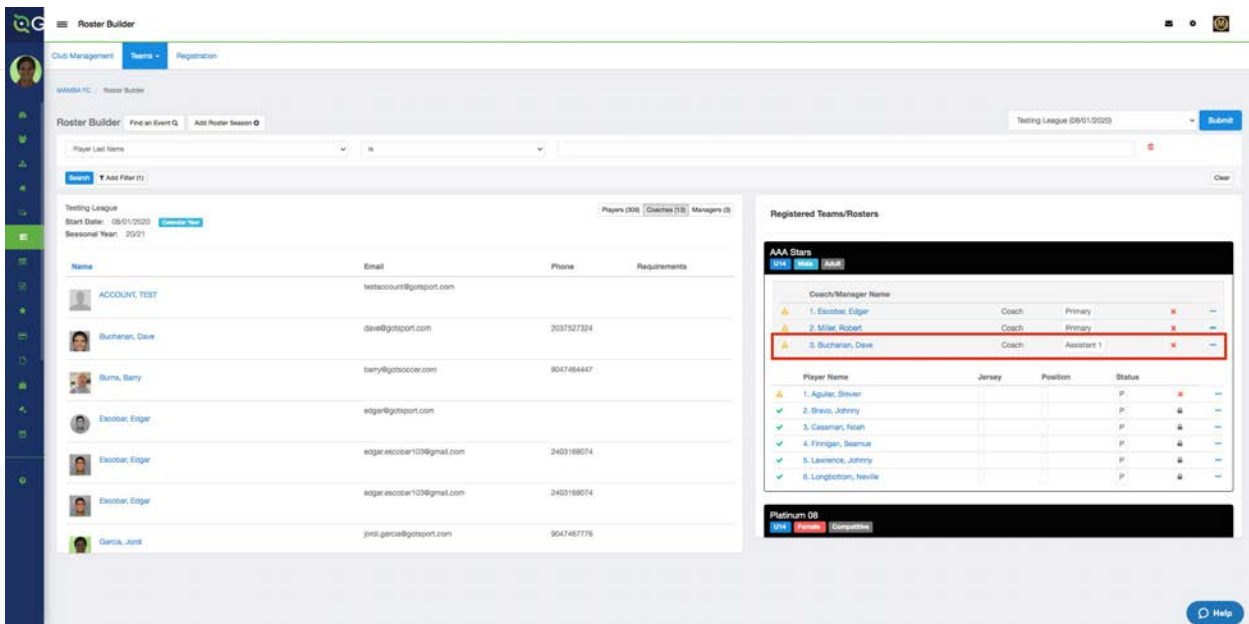 G Roster Builder
Club Management Teams Registration
MAMBA FC / Roster Builder
Roster Builder Find an Event Add Roster Season Testing League (08/01/2020) Submit
Player Last Name is
Search Add Filter (1) Clear
Testing League Players (309) Coaches (13) Managers (3)
Start Date: 08/01/2020 Calendar Year
Seasonal Year: 20/21
Name Email Phone Requirements
ACCOUNT, TEST testaccount@gotsport.com
Buchanan, Dave dave@gotsport.com 2037527324
Burns, Barry barry@gotsoccer.com 9047464447
Escobar, Edgar edgar@gotsport.com
Escobar, Edgar edgar.escobar103@gmail.com 2403168074
Escobar, Edgar edgar.escobar103@gmail.com 2403168074
Garcia, Jordi jordi.garcia@gotsport.com 9047467776
Registered Teams/Rosters
AAA Stars
U14 Male Adult
Coach/Manager Name
1. Escobar, Edgar Coach Primary
2. Miller, Robert Coach Primary
3. Buchanan, Dave Coach Assistant 1
Player Name Jersey Position Status
1. Aguilar, Steven P
2. Bravo, Johnny P
3. Cassman, Noah P
4. Finnigan, Seamus P
5. Lawrence, Johnny P
6. Longbottom, Neville P
Platinum 08
U14 Female Competitive
Help